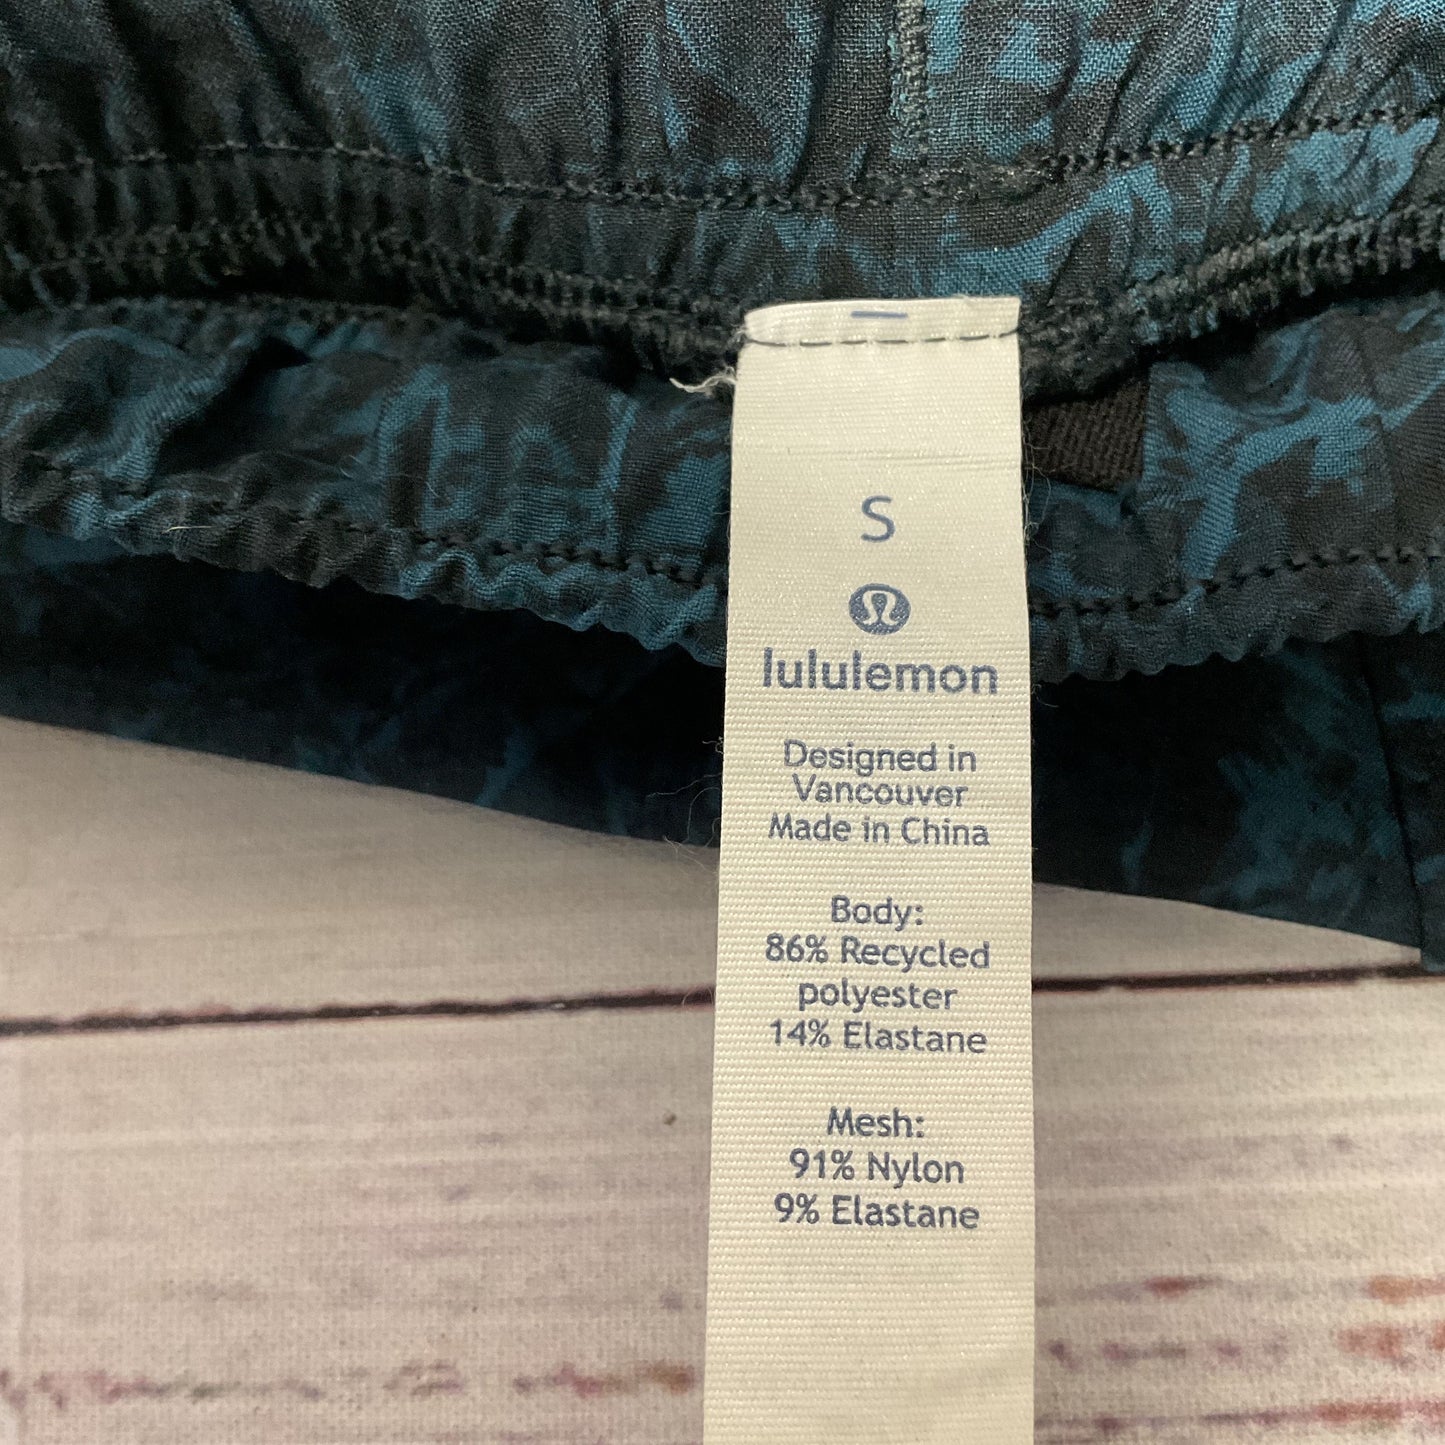 S
lululemon
Designed in
Vancouver
Made in China
Body:
86% Recycled
polyester
14% Elastane
Mesh:
91% Nylon
9% Elastane